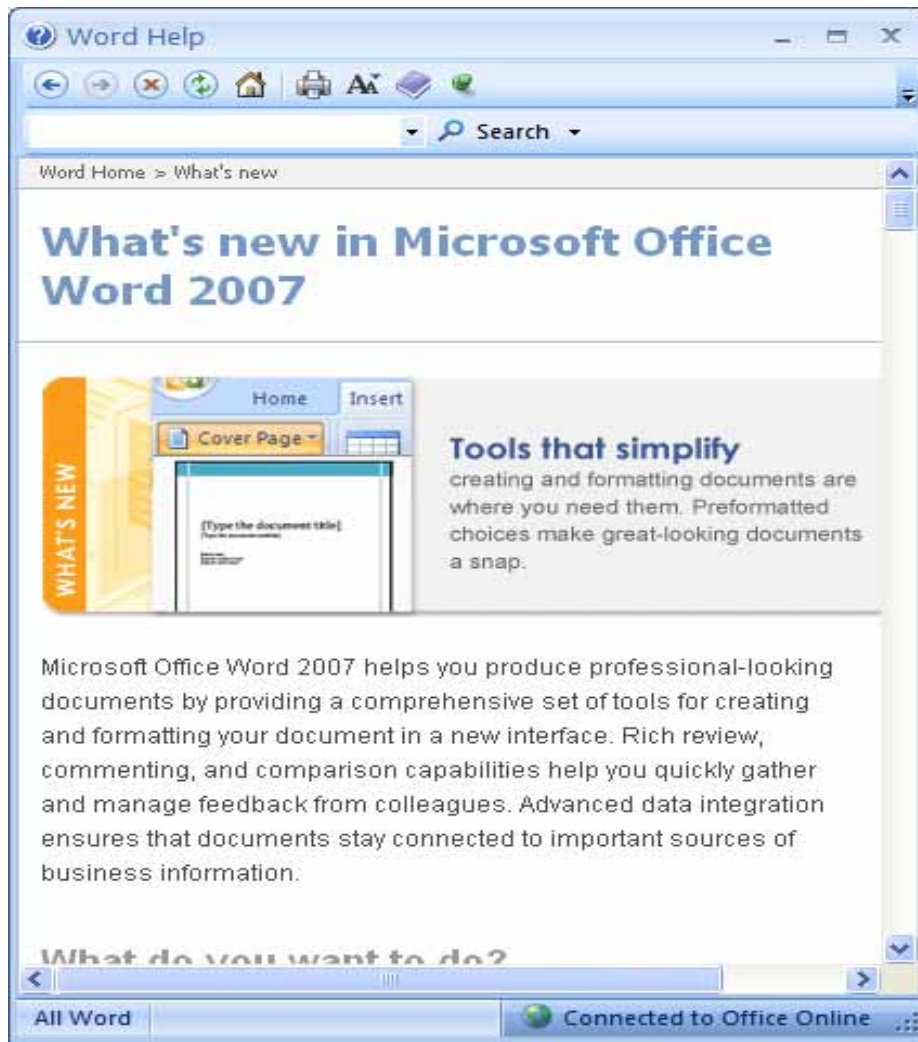 Word Help
Search
Word Home > What's new
What's new in Microsoft Office
Word 2007
WHAT'S NEW
Home Insert
Cover Page
[Type the document title]
Tools that simplify
creating and formatting documents are
where you need them. Preformatted
choices make great-looking documents
a snap.
Microsoft Office Word 2007 helps you produce professional-looking
documents by providing a comprehensive set of tools for creating
and formatting your document in a new interface. Rich review,
commenting, and comparison capabilities help you quickly gather
and manage feedback from colleagues. Advanced data integration
ensures that documents stay connected to important sources of
business information.
What do you want to do?
All Word
Connected to Office Online